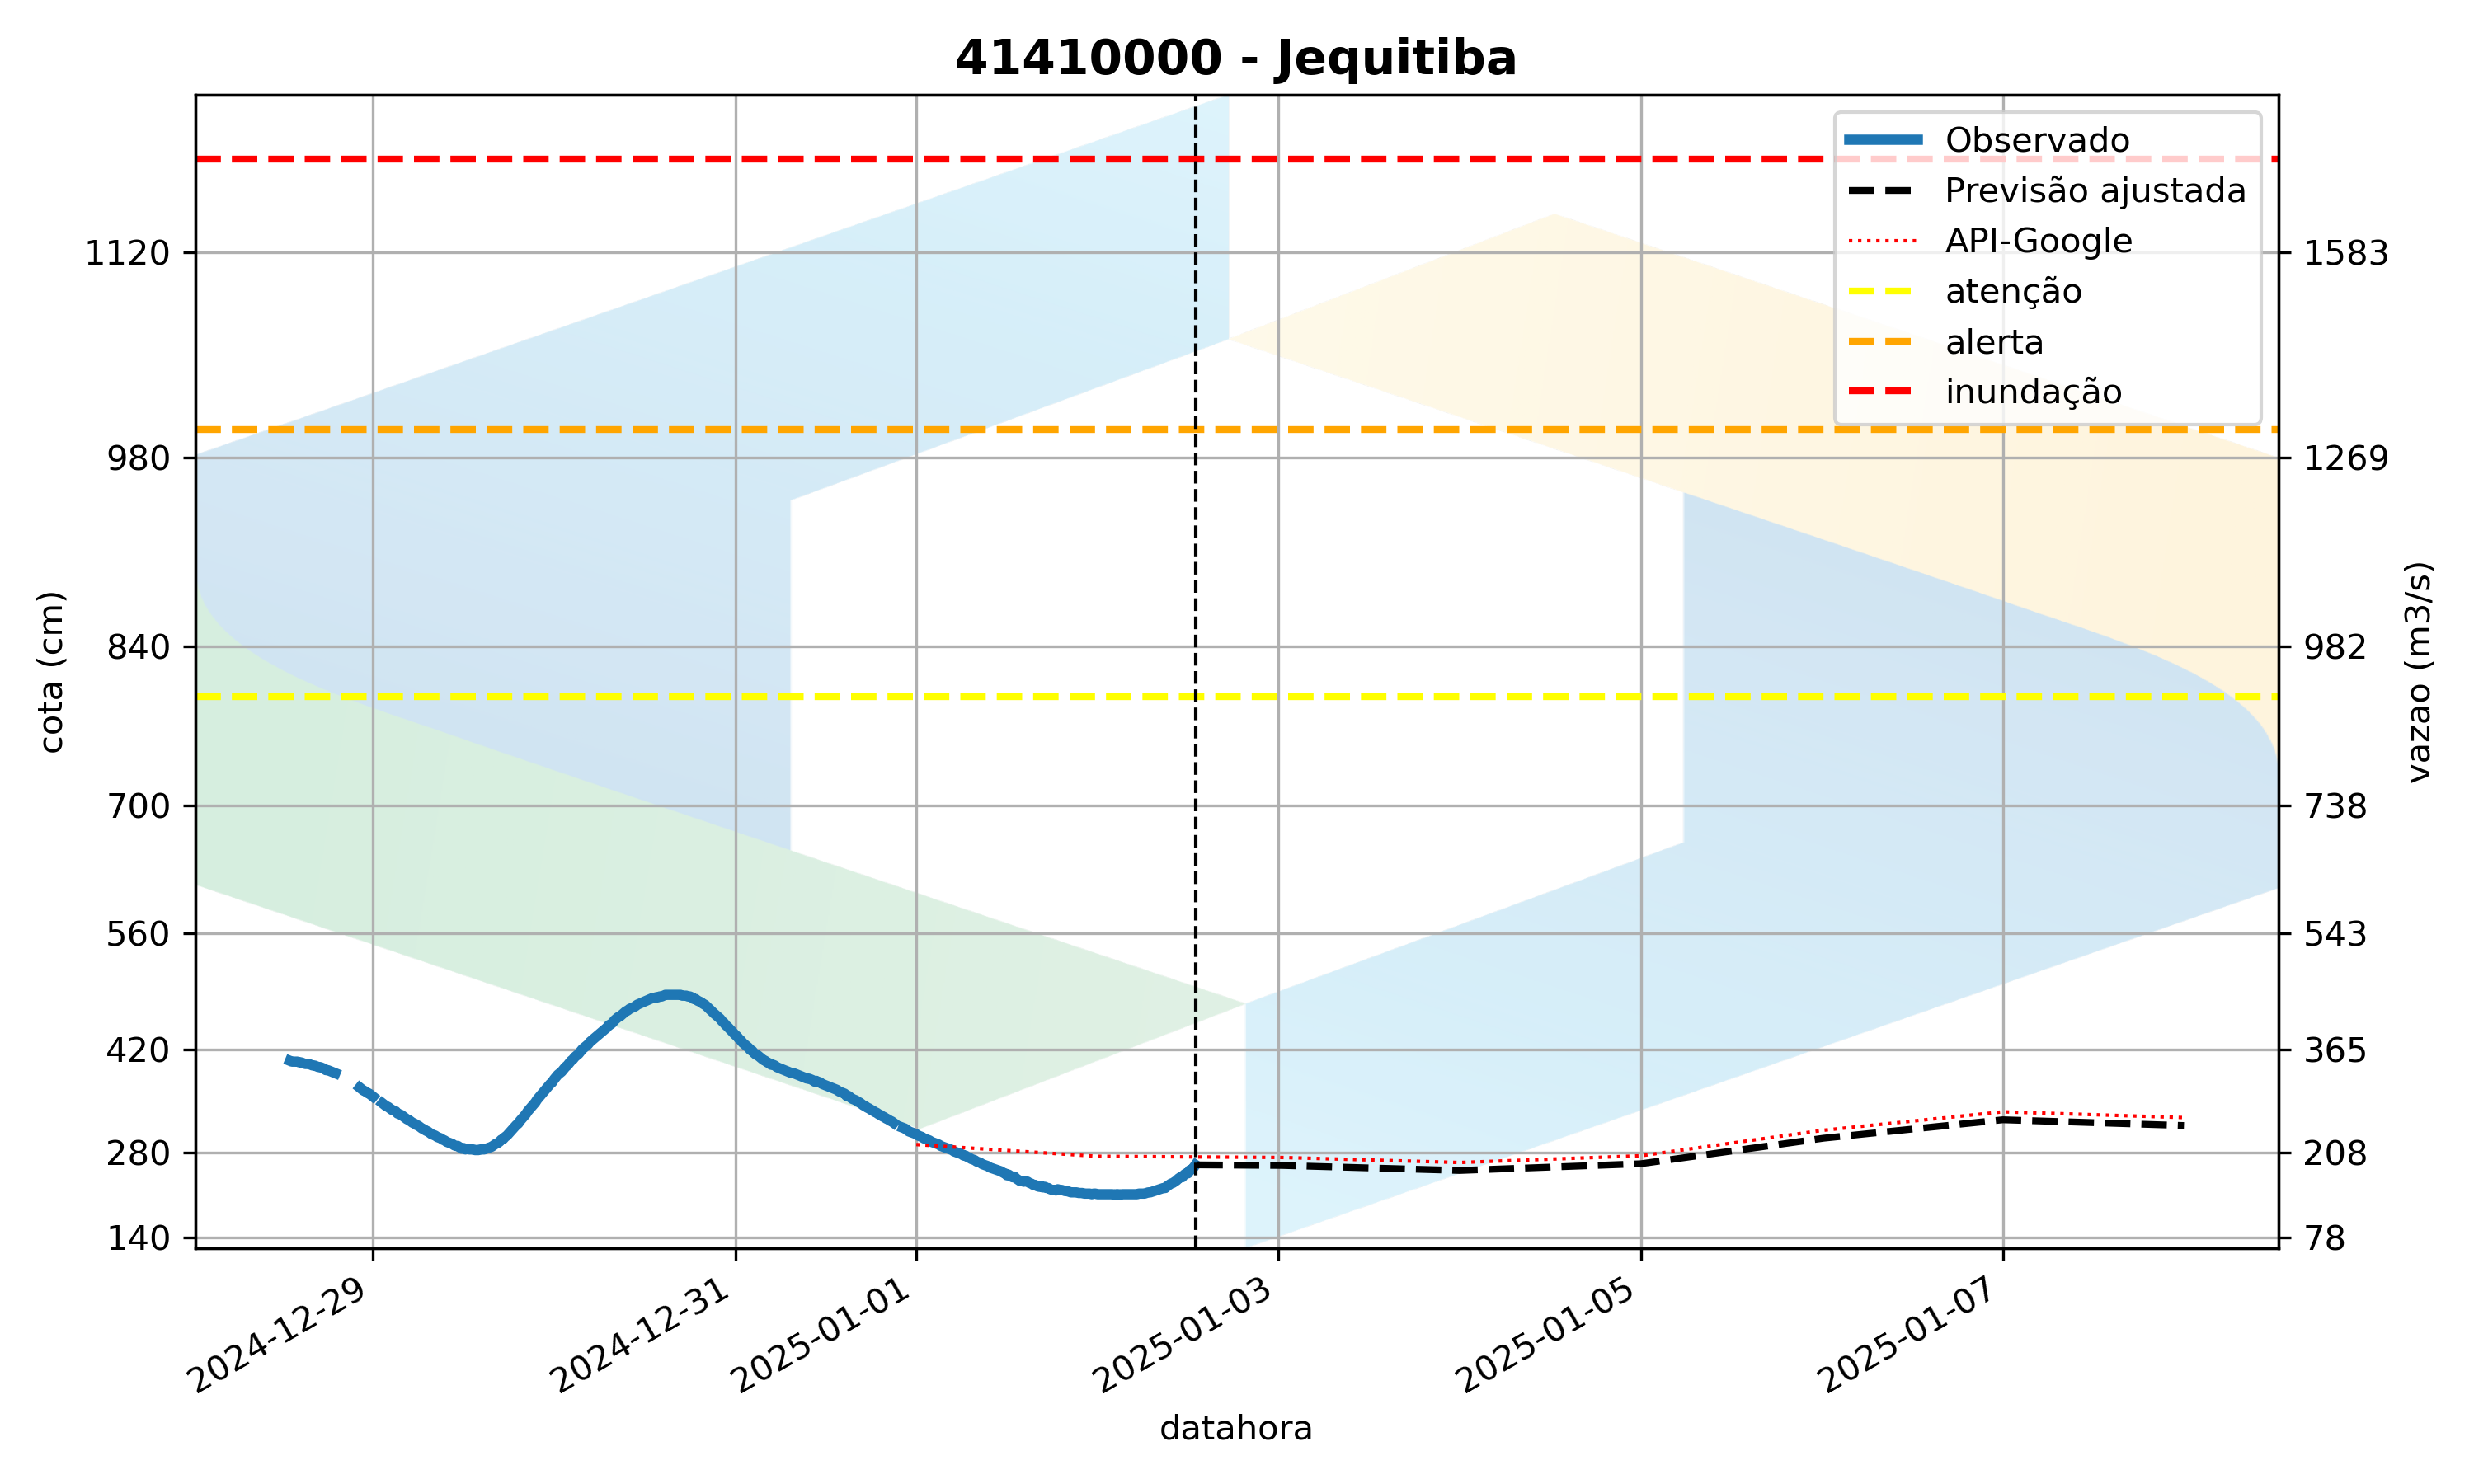 41410000 - Jequitiba
Observado
Previsão ajustada
API-Google
atenção
alerta
inundação
1120
980
840
700
560
420
280
140
cota (cm)
1583
1269
982
738
543
365
208
78
vazao (m3/s)
2024-12-29
2024-12-31
2025-01-01
2025-01-03
2025-01-05
2025-01-07
datahora